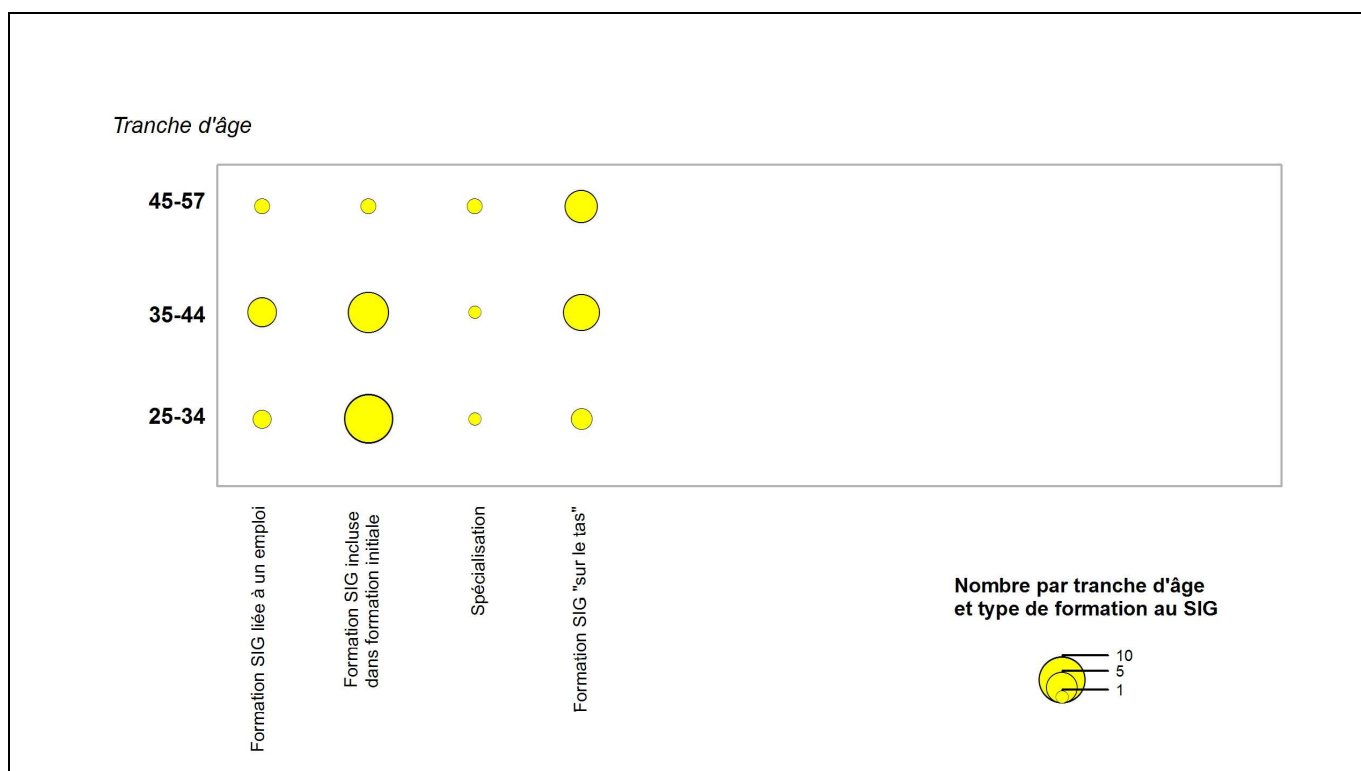 Tranche d'âge
45-57
35-44
25-34
Formation SIG liée à un emploi
Formation SIG incluse
dans formation initiale
Spécialisation
Formation SIG "sur le tas"
Nombre par tranche d'âge
et type de formation au SIG
10
5
1